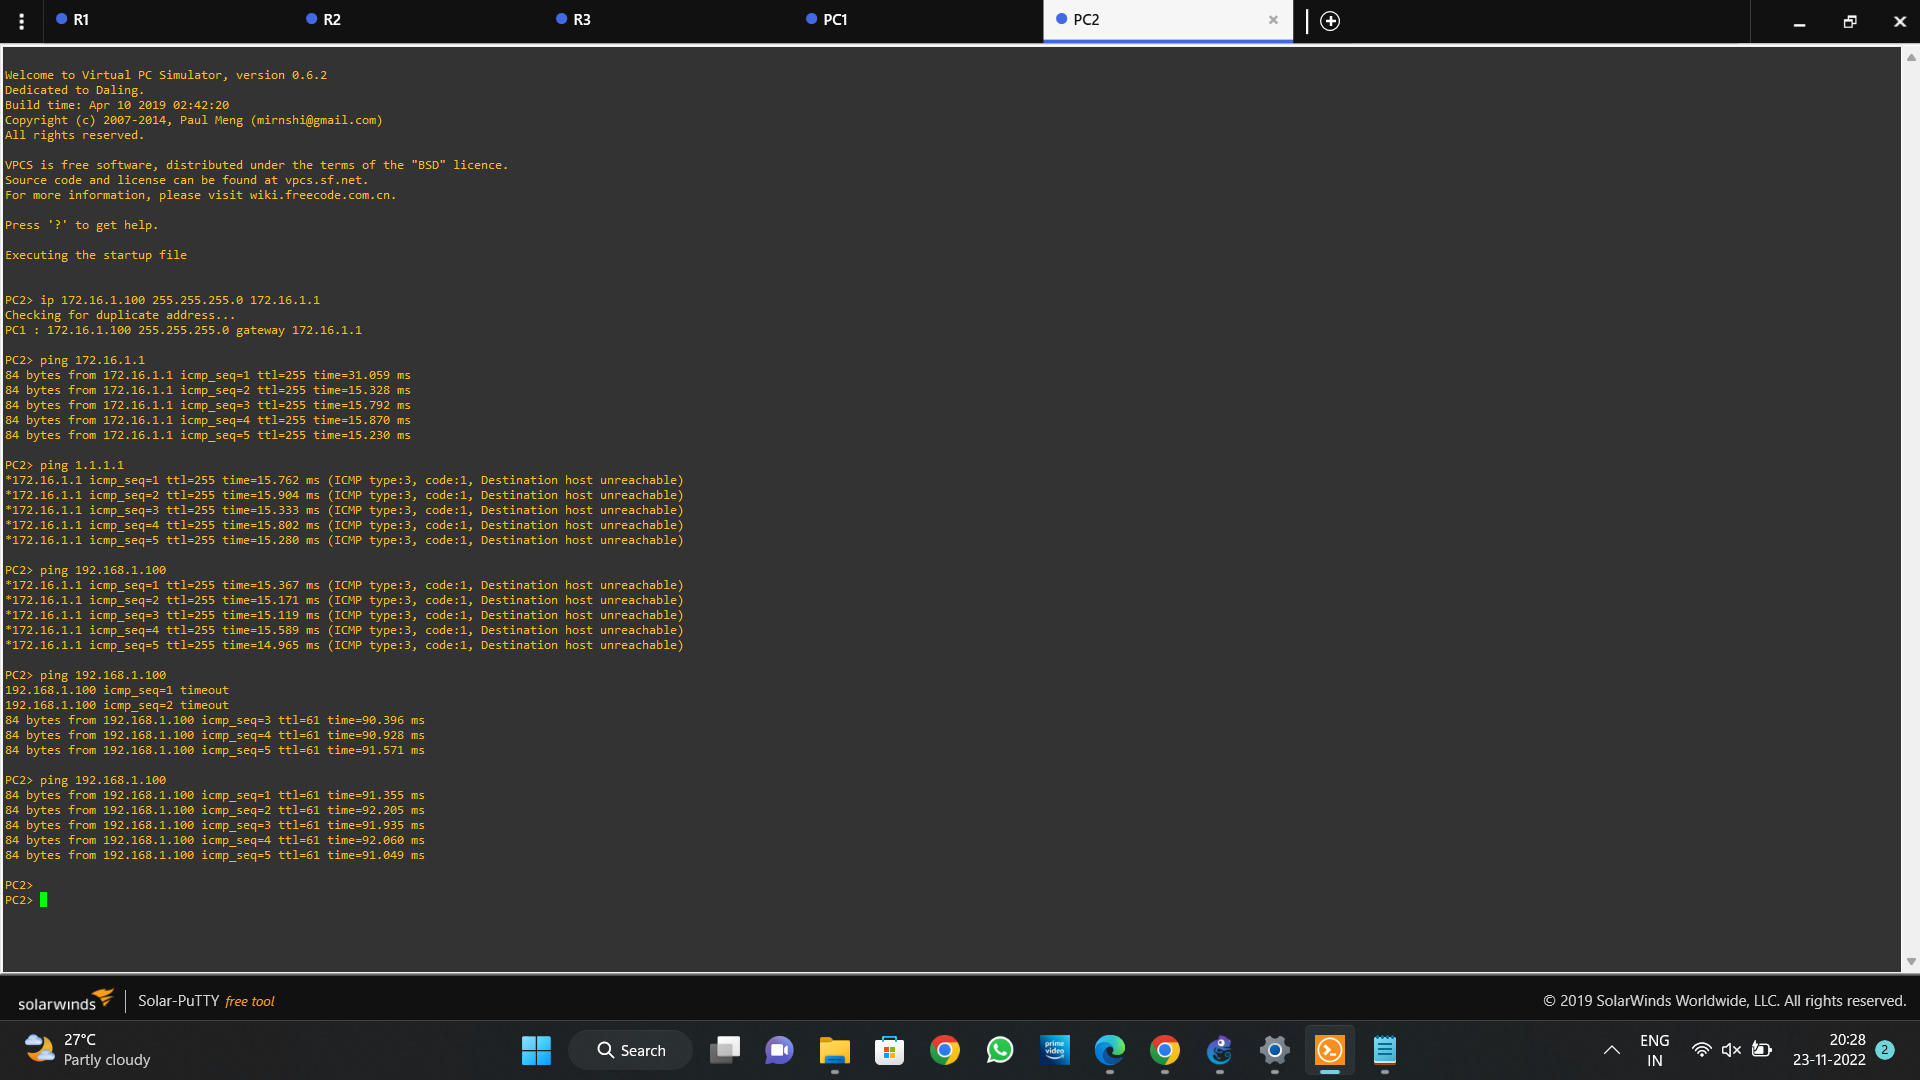 R1
R2
R3
PC1
PC2
Welcome to Virtual PC Simulator, version 0.6.2
Dedicated to Daling.
Build time: Apr 10 2019 02:42:20
Copyright (c) 2007-2014, Paul Meng (mirnshi@gmail.com)
All rights reserved.
VPCS is free software, distributed under the terms of the "BSD" licence.
Source code and license can be found at vpcs.sf.net.
For more information, please visit wiki.freecode.com.cn.
Press '?' to get help.
Executing the startup file
PC2> ip 172.16.1.100 255.255.255.0 172.16.1.1
Checking for duplicate address...
PC1 : 172.16.1.100 255.255.255.0 gateway 172.16.1.1
PC2> ping 172.16.1.1
84 bytes from 172.16.1.1 icmp_seq=1 ttl=255 time=31.059 ms
84 bytes from 172.16.1.1 icmp_seq=2 ttl=255 time=15.328 ms
84 bytes from 172.16.1.1 icmp_seq=3 ttl=255 time=15.792 ms
84 bytes from 172.16.1.1 icmp_seq=4 ttl=255 time=15.870 ms
84 bytes from 172.16.1.1 icmp_seq=5 ttl=255 time=15.230 ms
PC2> ping 1.1.1.1
*172.16.1.1 icmp_seq=1 ttl=255 time=15.762 ms (ICMP type:3, code:1, Destination host unreachable)
*172.16.1.1 icmp_seq=2 ttl=255 time=15.904 ms (ICMP type:3, code:1, Destination host unreachable)
*172.16.1.1 icmp_seq=3 ttl=255 time=15.333 ms (ICMP type:3, code:1, Destination host unreachable)
*172.16.1.1 icmp_seq=4 ttl=255 time=15.802 ms (ICMP type:3, code:1, Destination host unreachable)
*172.16.1.1 icmp_seq=5 ttl=255 time=15.280 ms (ICMP type:3, code:1, Destination host unreachable)
PC2> ping 192.168.1.100
*172.16.1.1 icmp_seq=1 ttl=255 time=15.367 ms (ICMP type:3, code:1, Destination host unreachable)
*172.16.1.1 icmp_seq=2 ttl=255 time=15.171 ms (ICMP type:3, code:1, Destination host unreachable)
*172.16.1.1 icmp_seq=3 ttl=255 time=15.119 ms (ICMP type:3, code:1, Destination host unreachable)
*172.16.1.1 icmp_seq=4 ttl=255 time=15.589 ms (ICMP type:3, code:1, Destination host unreachable)
*172.16.1.1 icmp_seq=5 ttl=255 time=14.965 ms (ICMP type:3, code:1, Destination host unreachable)
PC2> ping 192.168.1.100
192.168.1.100 icmp_seq=1 timeout
192.168.1.100 icmp_seq=2 timeout
84 bytes from 192.168.1.100 icmp_seq=3 ttl=61 time=90.396 ms
84 bytes from 192.168.1.100 icmp_seq=4 ttl=61 time=90.928 ms
84 bytes from 192.168.1.100 icmp_seq=5 ttl=61 time=91.571 ms
PC2> ping 192.168.1.100
84 bytes from 192.168.1.100 icmp_seq=1 ttl=61 time=91.355 ms
84 bytes from 192.168.1.100 icmp_seq=2 ttl=61 time=92.205 ms
84 bytes from 192.168.1.100 icmp_seq=3 ttl=61 time=91.935 ms
84 bytes from 192.168.1.100 icmp_seq=4 ttl=61 time=92.060 ms
84 bytes from 192.168.1.100 icmp_seq=5 ttl=61 time=91.049 ms
PC2>
PC2>
solarwinds Solar-PuTTY free tool
© 2019 SolarWinds Worldwide, LLC. All rights reserved.
27°C
Partly cloudy
Search
prime video
ENG
IN
20:28
23-11-2022
2